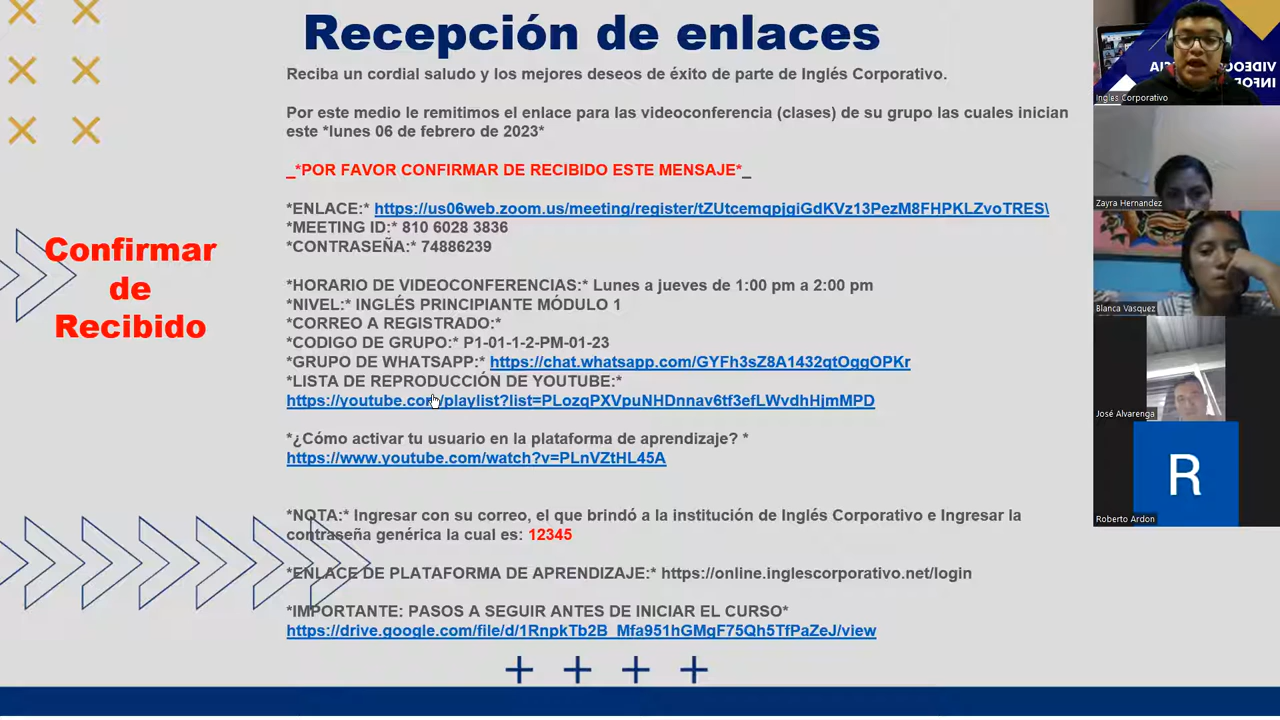 Recepción de enlaces
Reciba un cordial saludo y los mejores deseos de éxito de parte de Inglés Corporativo.
Por este medio le remitimos el enlace para las videoconferencia (clases) de su grupo las cuales inician
este *lunes 06 de febrero de 2023*
_*POR FAVOR CONFIRMAR DE RECIBIDO ESTE MENSAJE*_
*ENLACE:* https://us06web.zoom.us/meeting/register/tZUtcemqpjgiGdKVz13PezM8FHPKLZvoTRES\
*MEETING ID:* 810 6028 3836
*CONTRASEÑA:* 74886239
Confirmar
de
Recibido
*HORARIO DE VIDEOCONFERENCIAS:* Lunes a jueves de 1:00 pm a 2:00 pm
*NIVEL:* INGLÉS PRINCIPIANTE MÓDULO 1
*CORREO A REGISTRADO:*
*CODIGO DE GRUPO:* P1-01-1-2-PM-01-23
*GRUPO DE WHATSAPP:* https://chat.whatsapp.com/GYFh3sZ8A1432qtOggOPKr
*LISTA DE REPRODUCCIÓN DE YOUTUBE:*
https://youtube.com/playlist?list=PLozqPXVpuNHDnnav6tf3efLWvdhHjmMPD
*¿Cómo activar tu usuario en la plataforma de aprendizaje? *
https://www.youtube.com/watch?v=PLnVZtHL45A
*NOTA:* Ingresar con su correo, el que brindó a la institución de Inglés Corporativo e Ingresar la
contraseña genérica la cual es: 12345
*ENLACE DE PLATAFORMA DE APRENDIZAJE:* https://online.inglescorporativo.net/login
*IMPORTANTE: PASOS A SEGUIR ANTES DE INICIAR EL CURSO*
https://drive.google.com/file/d/1RnpkTb2B_Mfa951hGMgF75Qh5TfPaZeJ/view
Ingles Corporativo
Zayra Hernandez
Blanca Vasquez
José Alvarenga
R
Roberto Ardon